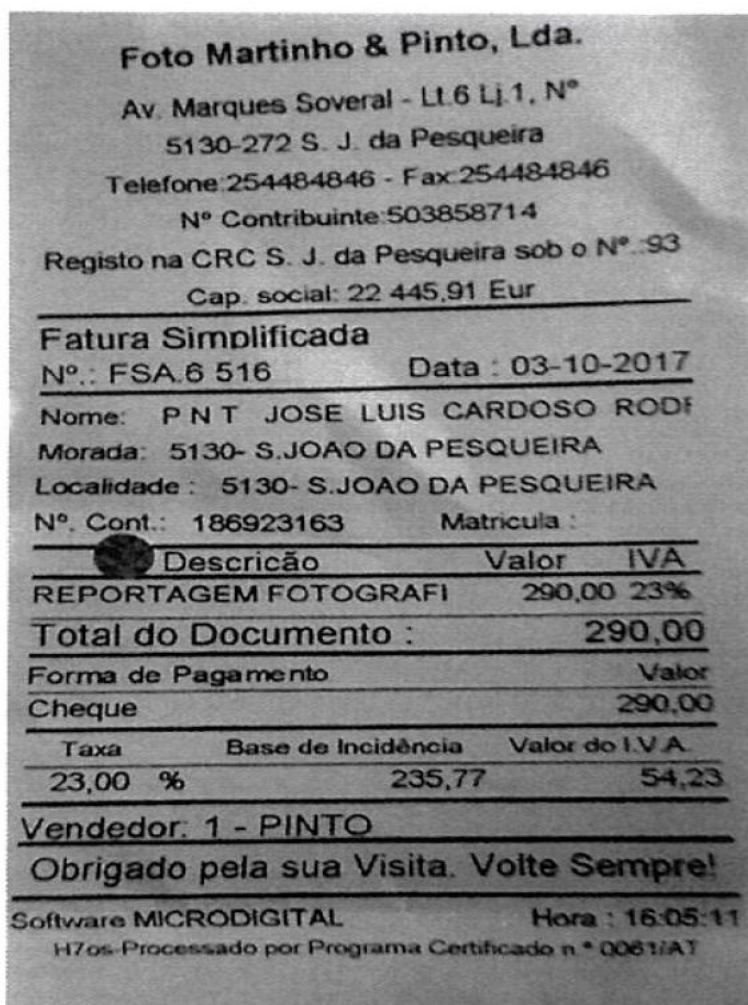 Foto Martinho & Pinto, Lda.
Av. Marques Soveral - Lt.6 Lj.1, Nº
5130-272 S. J. da Pesqueira
Telefone:254484846 - Fax:254484846
Nº Contribuinte:503858714
Registo na CRC S. J. da Pesqueira sob o Nº.:93
Cap. social: 22 445,91 Eur
Fatura Simplificada
Nº.: FSA.6 516 Data : 03-10-2017
Nome: P N T JOSE LUIS CARDOSO RODR
Morada: 5130- S.JOAO DA PESQUEIRA
Localidade : 5130- S.JOAO DA PESQUEIRA
Nº. Cont.: 186923163 Matricula :
Descricão Valor IVA
REPORTAGEM FOTOGRAFI 290,00 23%
Total do Documento : 290,00
Forma de Pagamento Valor
Cheque 290,00
Taxa Base de Incidência Valor do I.V.A.
23,00 % 235,77 54,23
Vendedor: 1 - PINTO
Obrigado pela sua Visita. Volte Sempre!
Software MICRODIGITAL Hora : 16:05:11
H7os-Processado por Programa Certificado n.º 0061/AT